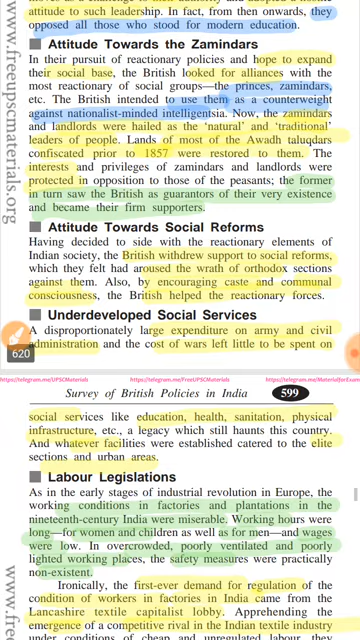 attitude to such leadership. In fact, from then onwards, they
opposed all those who stood for modern education.
Attitude Towards the Zamindars
In their pursuit of reactionary policies and hope to expand
their social base, the British looked for alliances with the
most reactionary of social groups—the princes, zamindars,
etc. The British intended to use them as a counterweight
against nationalist-minded intelligentsia. Now, the zamindars
and landlords were hailed as the ‘natural’ and ‘traditional’
leaders of people. Lands of most of the Awadh taluqdars
confiscated prior to 1857 were restored to them. The
interests and privileges of zamindars and landlords were
protected in opposition to those of the peasants; the former
in turn saw the British as guarantors of their very existence
and became their firm supporters.
Attitude Towards Social Reforms
Having decided to side with the reactionary elements of
Indian society, the British withdrew support to social reforms,
which they felt had aroused the wrath of orthodox sections
against them. Also, by encouraging caste and communal
consciousness, the British helped the reactionary forces.
Underdeveloped Social Services
A disproportionately large expenditure on army and civil
administration and the cost of wars left little to be spent on
620
https://telegram.me/UPSCMaterials
https://telegram.me/FreeUPSCMaterials
https://telegram.me/MaterialforExam
Survey of British Policies in India 599
social services like education, health, sanitation, physical
infrastructure, etc., a legacy which still haunts this country.
And whatever facilities were established catered to the elite
sections and urban areas.
Labour Legislations
As in the early stages of industrial revolution in Europe, the
working conditions in factories and plantations in the
nineteenth-century India were miserable. Working hours were
long—for women and children as well as for men—and wages
were low. In overcrowded, poorly ventilated and poorly
lighted working places, the safety measures were practically
non-existent.
Ironically, the first-ever demand for regulation of the
condition of workers in factories in India came from the
Lancashire textile capitalist lobby. Apprehending the
emergence of a competitive rival in the Indian textile industry
under conditions of cheap and unregulated labour, they
www.freeupscmaterials.org